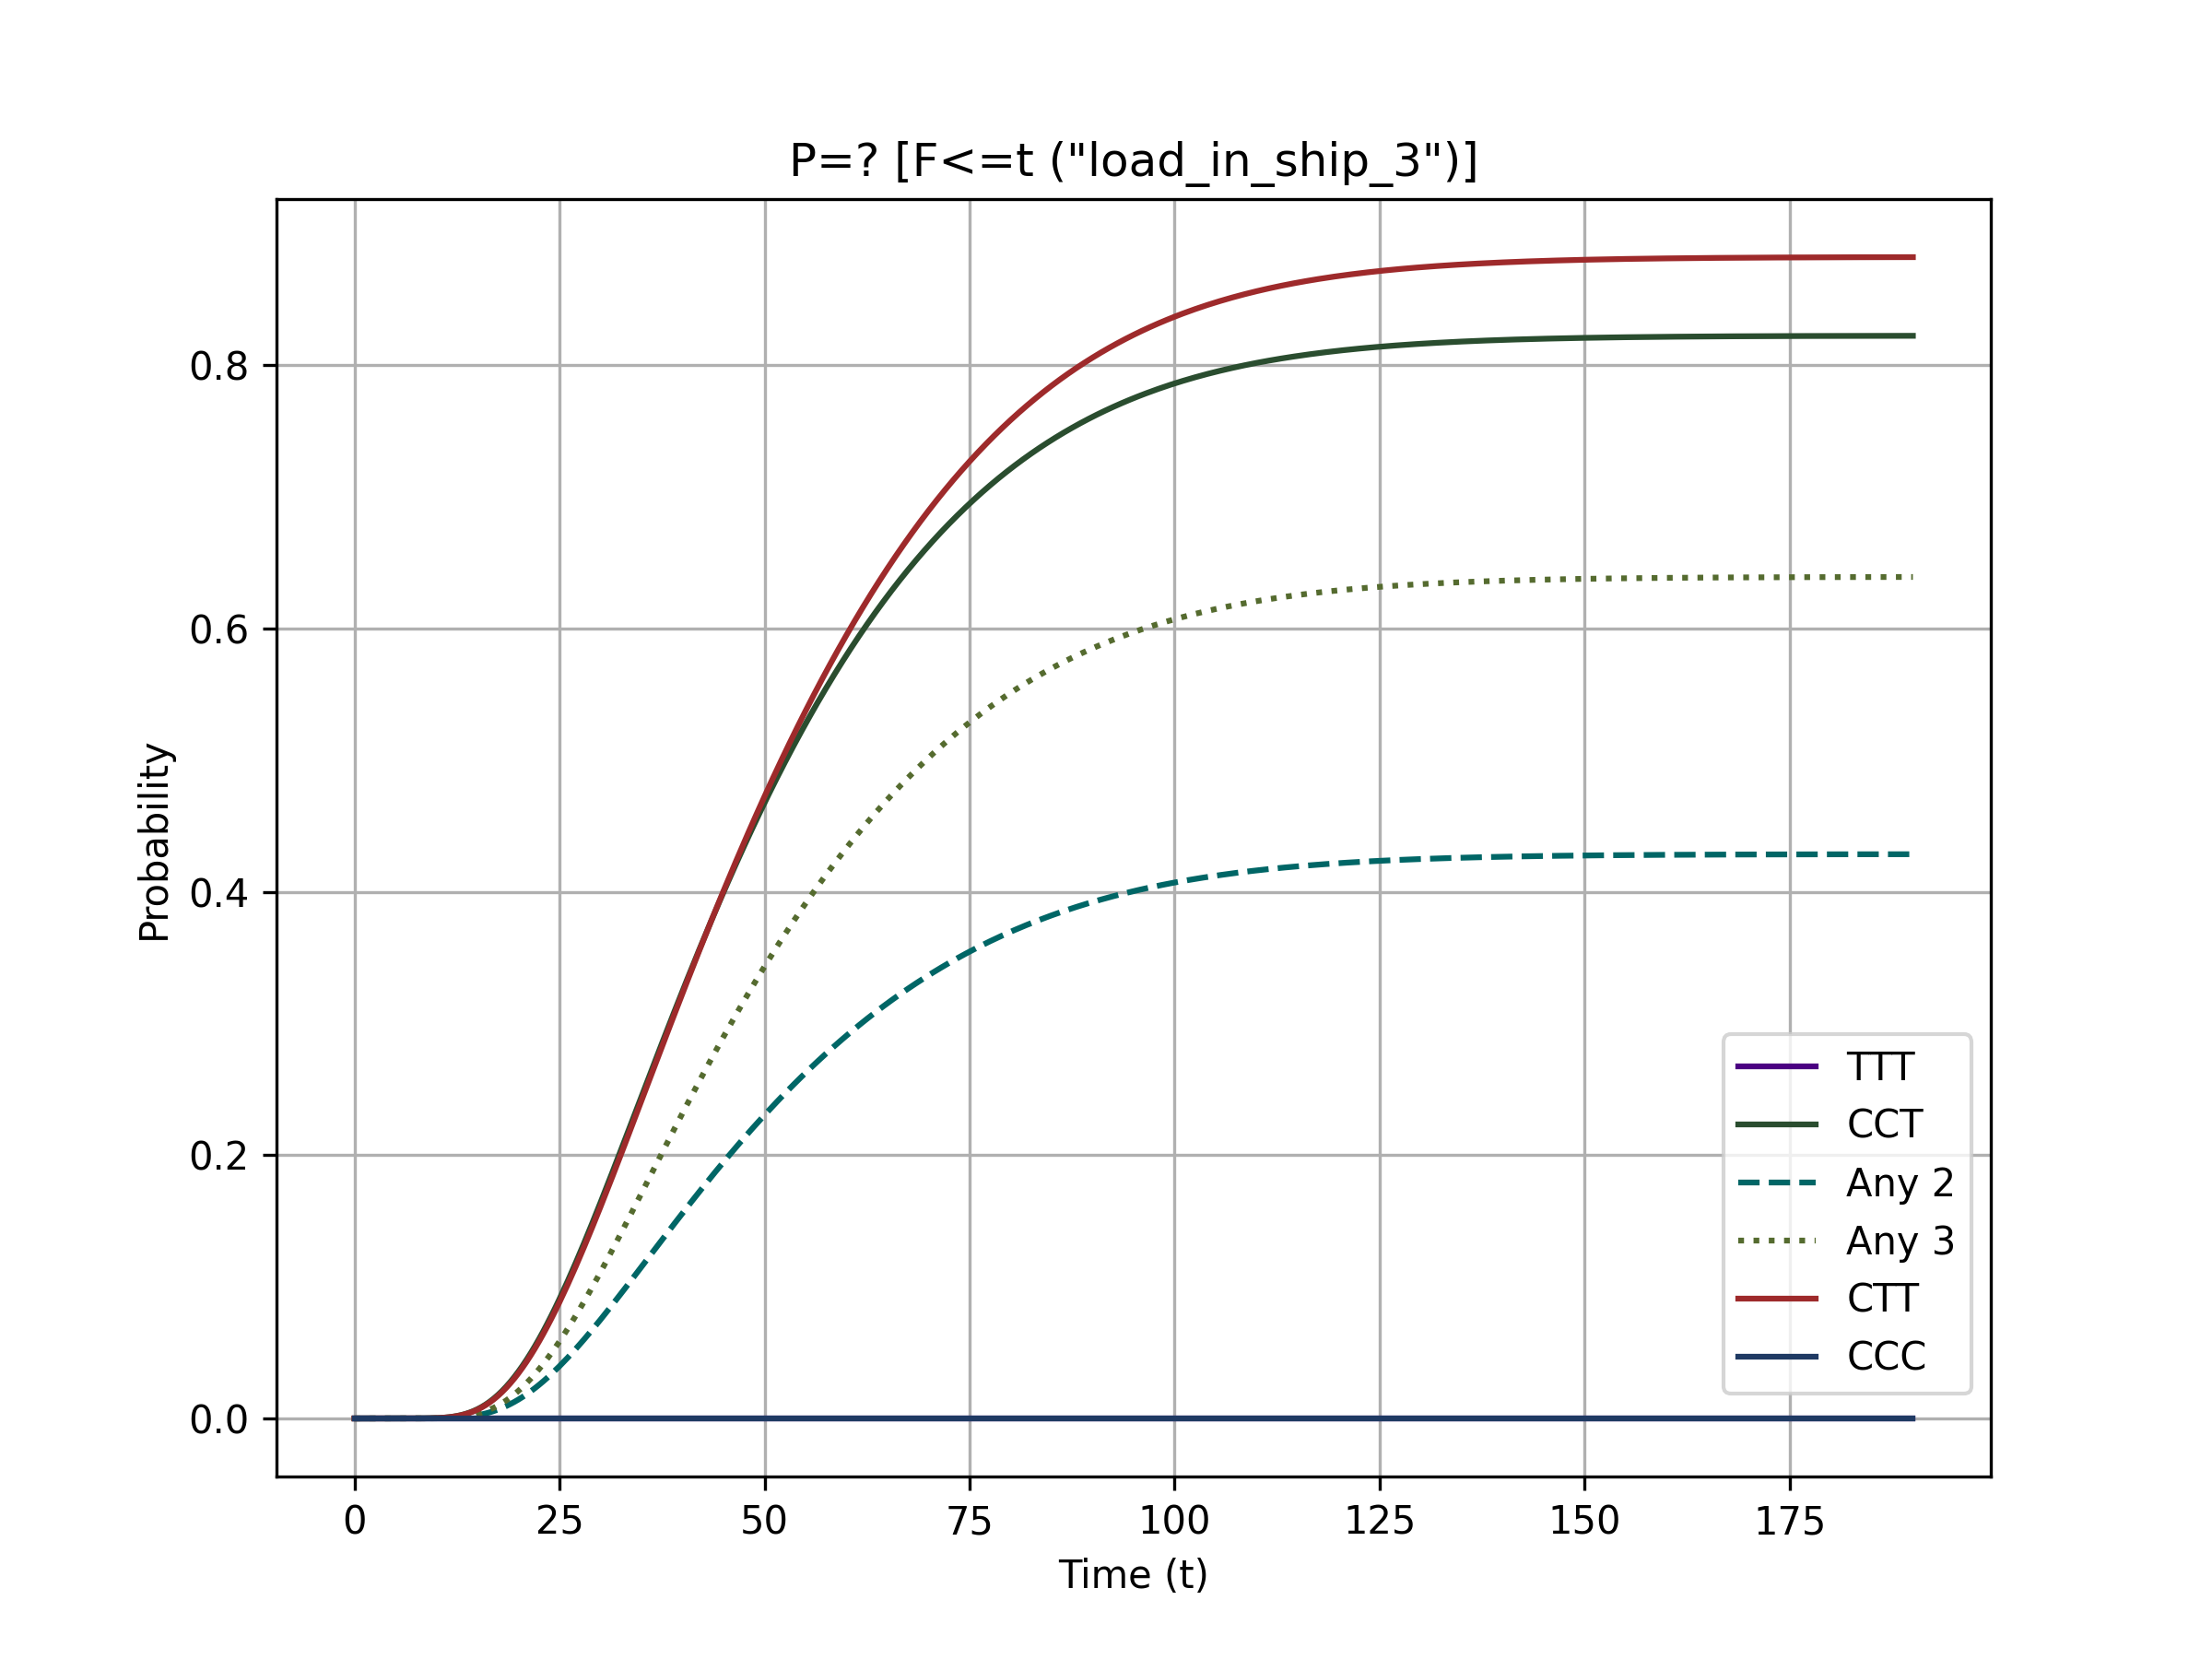 P=? [F<=t ("load_in_ship_3")]
Probability
0.8
0.6
0.4
0.2
0.0
0 25 50 75 100 125 150 175
Time (t)
TTT
CCT
Any 2
Any 3
CTT
CCC